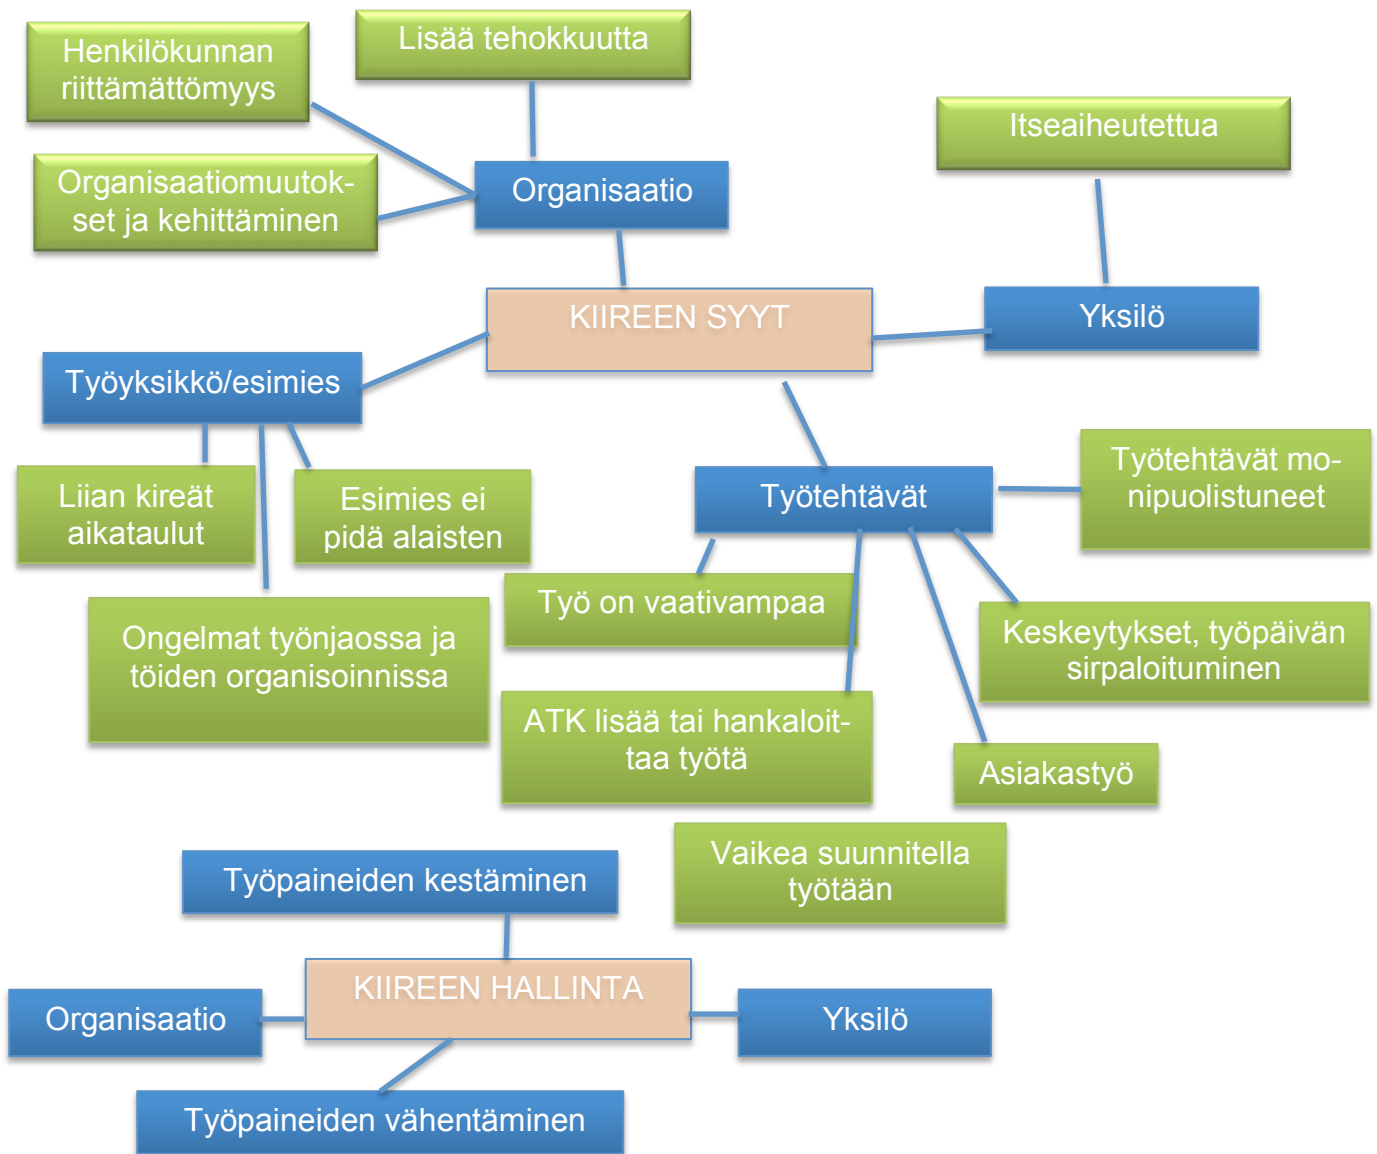 Henkilökunnan
riittämättömyys
Lisää tehokkuutta
Itseaiheutettua
Organisaatiomuutok-
set ja kehittäminen
Organisaatio
KIIREEN SYYT
Yksilö
Työyksikkö/esimies
Liian kireät
aikataulut
Esimies ei
pidä alaisten
Työtehtävät
Työtehtävät mo-
nipuolistuneet
Ongelmat työnjaossa ja
töiden organisoinnissa
Työ on vaativampaa
Keskeytykset, työpäivän
sirpaloituminen
ATK lisää tai hankaloit-
taa työtä
Asiakastyö
Vaikea suunnitella
työtään
Työpaineiden kestäminen
KIIREEN HALLINTA
Organisaatio
Yksilö
Työpaineiden vähentäminen